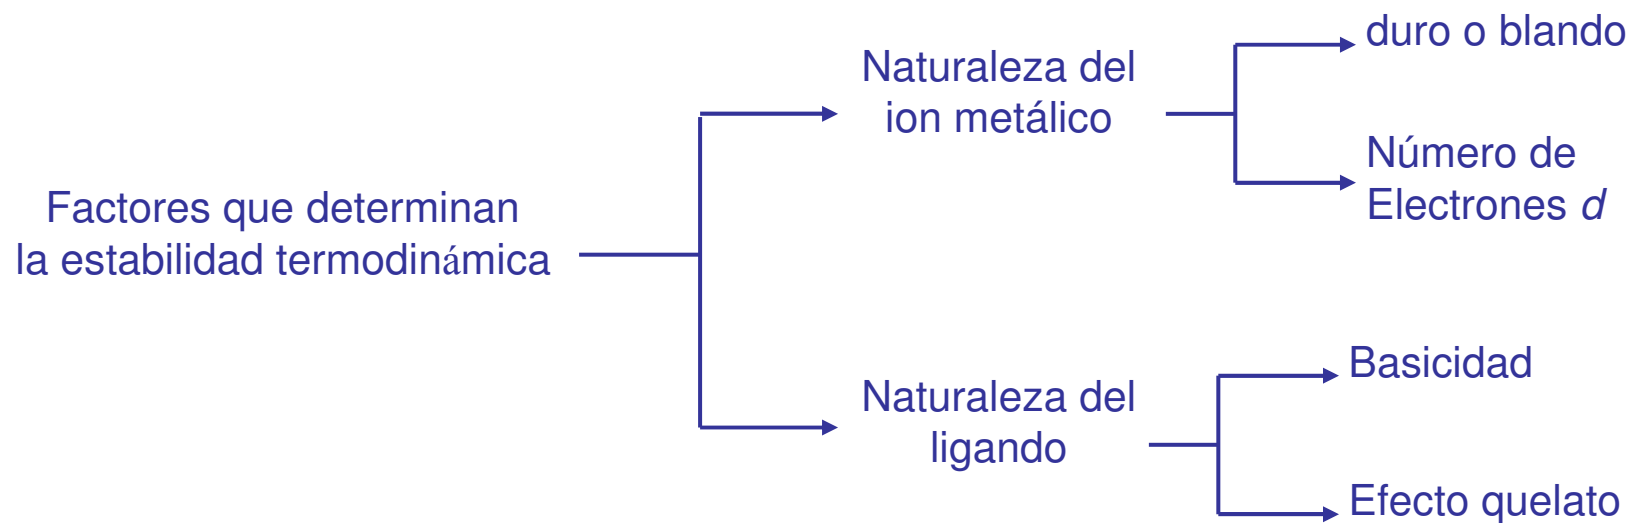 Factores que determinan
la estabilidad termodinámica
Naturaleza del
ion metálico
duro o blando
Número de
Electrones d
Naturaleza del
ligando
Basicidad
Efecto quelato